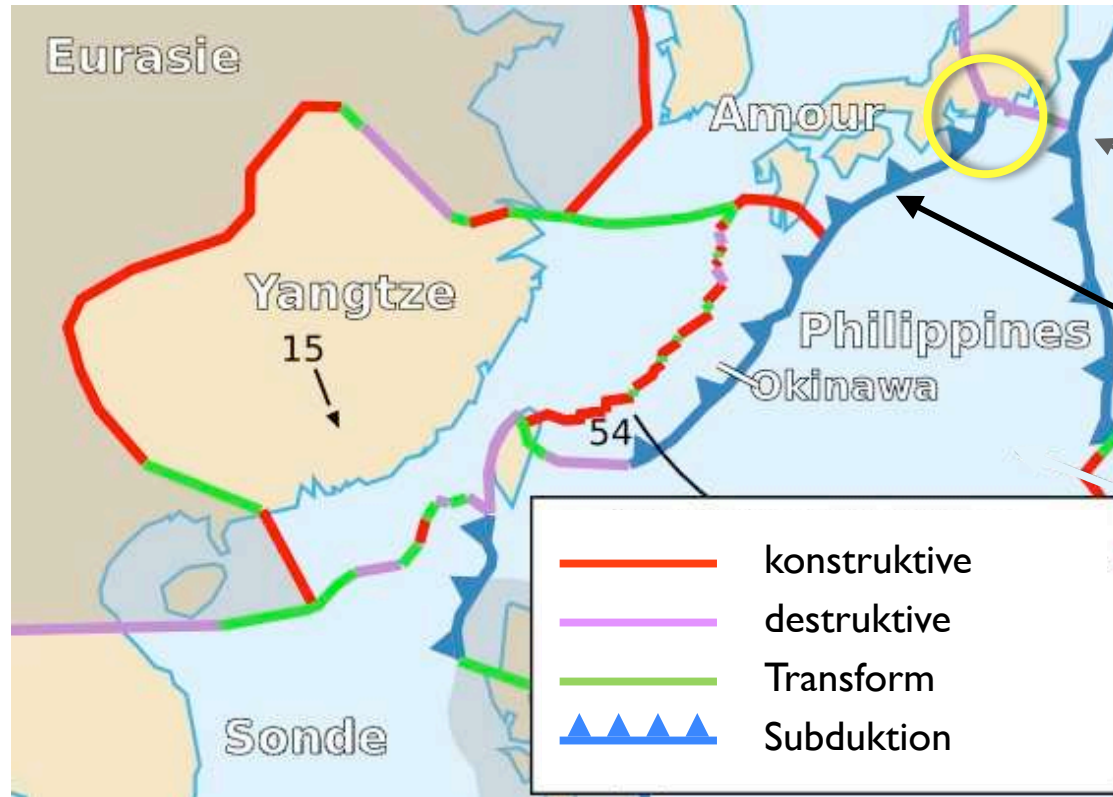 Eurasie
Amour
Yangtze
15
Philippines
Okinawa
54
Sonde
konstruktive
destruktive
Transform
Subduktion